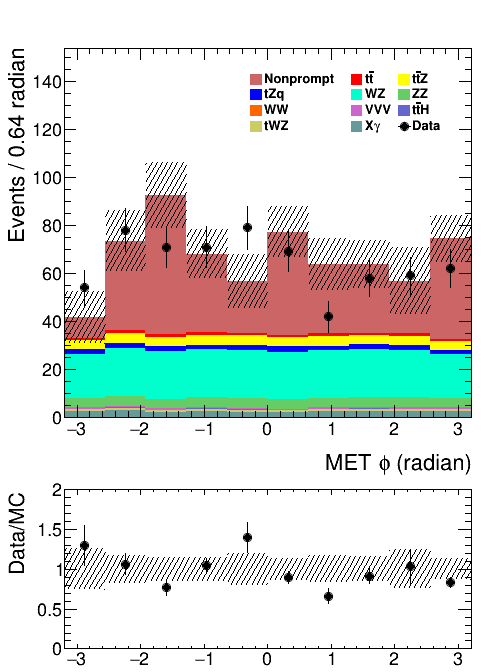 Events / 0.64 radian
140
120
100
80
60
40
20
0
Nonprompt tt̄ tt̄Z
tZq WZ ZZ
WW VVV tt̄H
tWZ Xγ Data
−3 −2 −1 0 1 2 3
MET ϕ (radian)
Data/MC
2
1.5
1
0.5
0
−3 −2 −1 0 1 2 3
MET ϕ (radian)